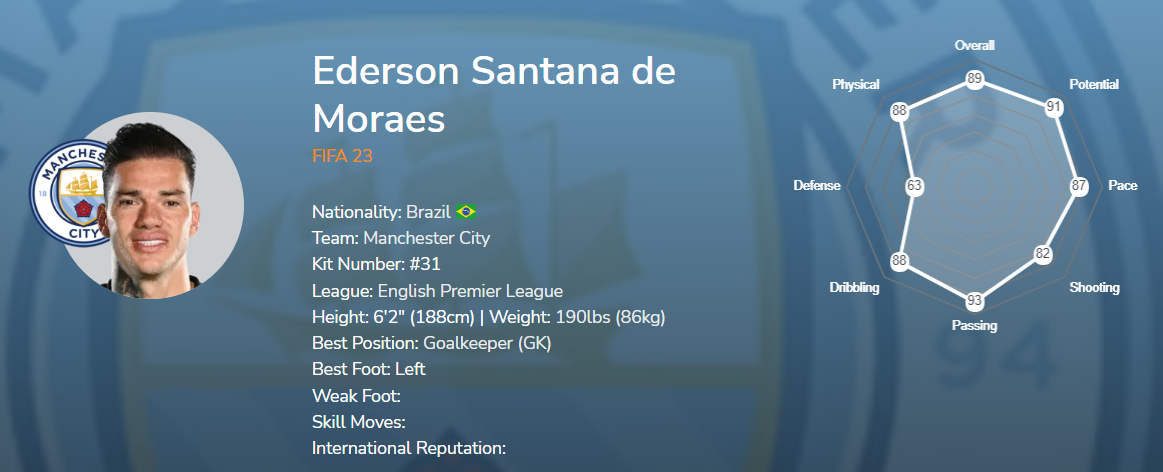 Ederson Santana de
Moraes
FIFA 23
Nationality: Brazil
Team: Manchester City
Kit Number: #31
League: English Premier League
Height: 6'2" (188cm) | Weight: 190lbs (86kg)
Best Position: Goalkeeper (GK)
Best Foot: Left
Weak Foot:
Skill Moves:
International Reputation:
MANCHES
18
CITY
Overall
89
Potential
91
Pace
87
Shooting
82
Passing
93
Dribbling
88
Defense
63
Physical
88
94